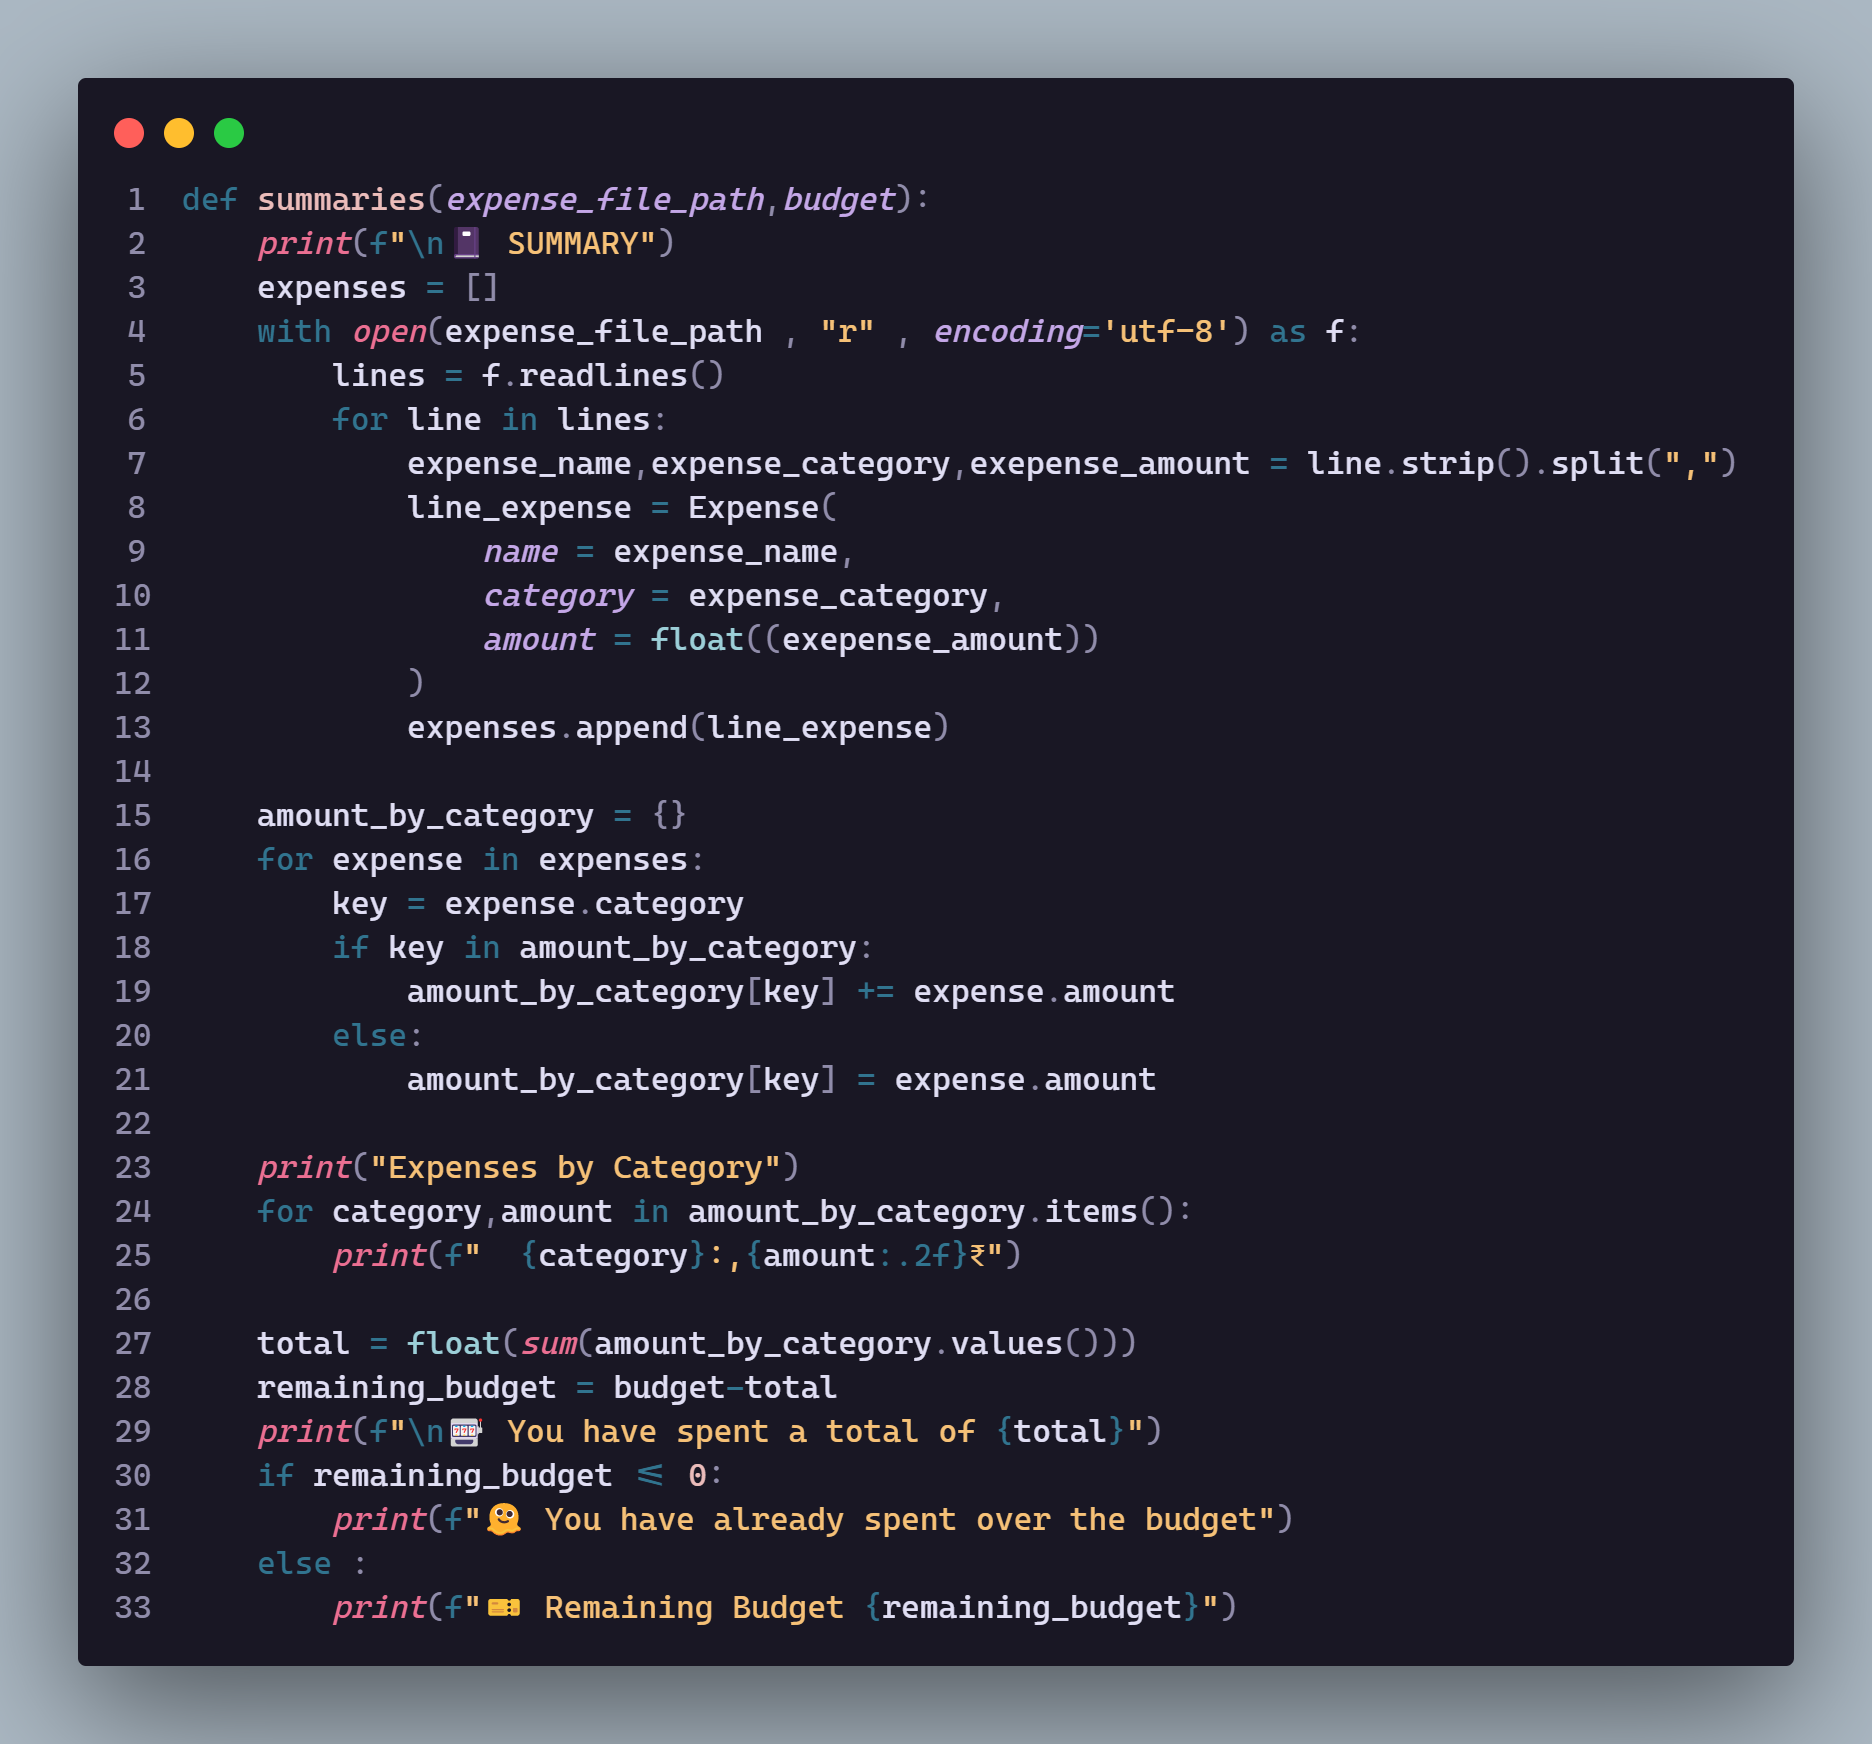 1 def summaries(expense_file_path,budget):
2     print(f"\n📓 SUMMARY")
3     expenses = []
4     with open(expense_file_path , "r" , encoding='utf-8') as f:
5         lines = f.readlines()
6         for line in lines:
7             expense_name,expense_category,exepense_amount = line.strip().split(",")
8             line_expense = Expense(
9                 name = expense_name,
10                 category = expense_category,
11                 amount = float((exepense_amount))
12             )
13             expenses.append(line_expense)
14
15     amount_by_category = {}
16     for expense in expenses:
17         key = expense.category
18         if key in amount_by_category:
19             amount_by_category[key] += expense.amount
20         else:
21             amount_by_category[key] = expense.amount
22
23     print("Expenses by Category")
24     for category,amount in amount_by_category.items():
25         print(f"  {category}:,{amount:.2f}₹")
26
27     total = float(sum(amount_by_category.values()))
28     remaining_budget = budget-total
29     print(f"\n🎰 You have spent a total of {total}")
30     if remaining_budget <= 0:
31         print(f"🫠 You have already spent over the budget")
32     else :
33         print(f"🎫 Remaining Budget {remaining_budget}")